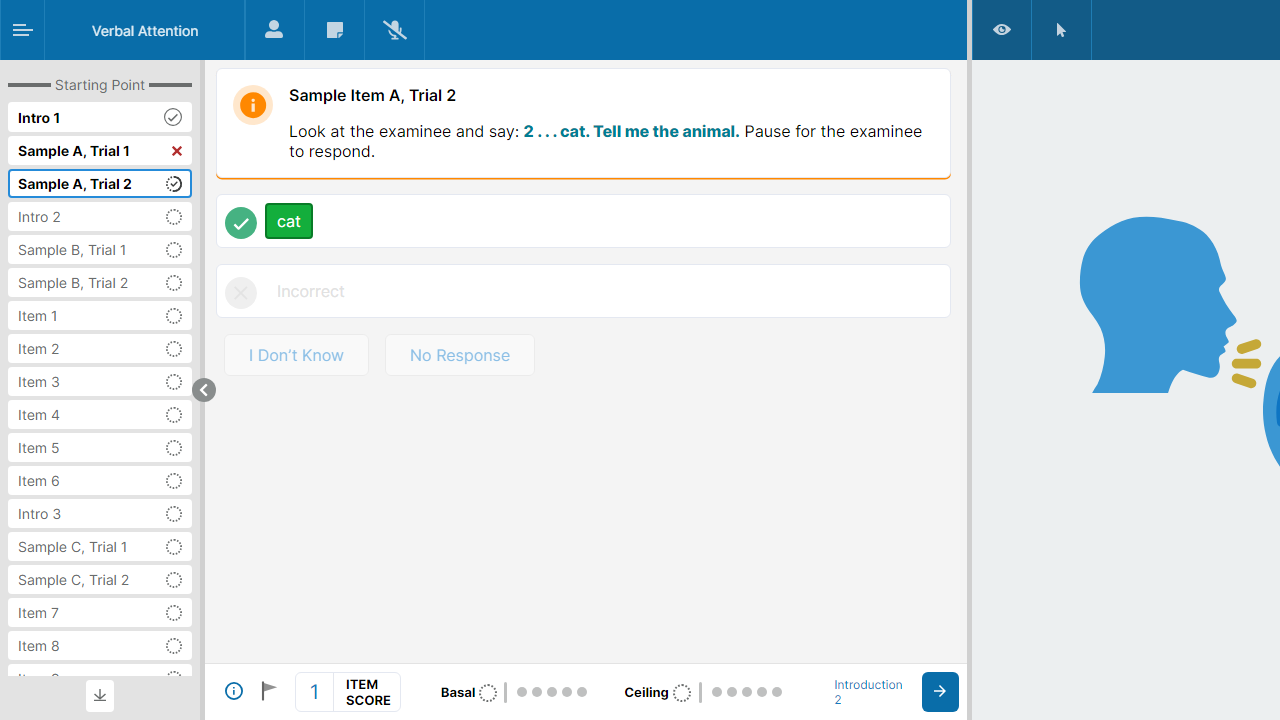 Verbal Attention
Starting Point
Intro 1
Sample A, Trial 1
Sample A, Trial 2
Intro 2
Sample B, Trial 1
Sample B, Trial 2
Item 1
Item 2
Item 3
Item 4
Item 5
Item 6
Intro 3
Sample C, Trial 1
Sample C, Trial 2
Item 7
Item 8
Sample Item A, Trial 2
Look at the examinee and say: 2 . . . cat. Tell me the animal. Pause for the examinee
to respond.
cat
Incorrect
I Don’t Know
No Response
1
ITEM
SCORE
Basal
Ceiling
Introduction
2